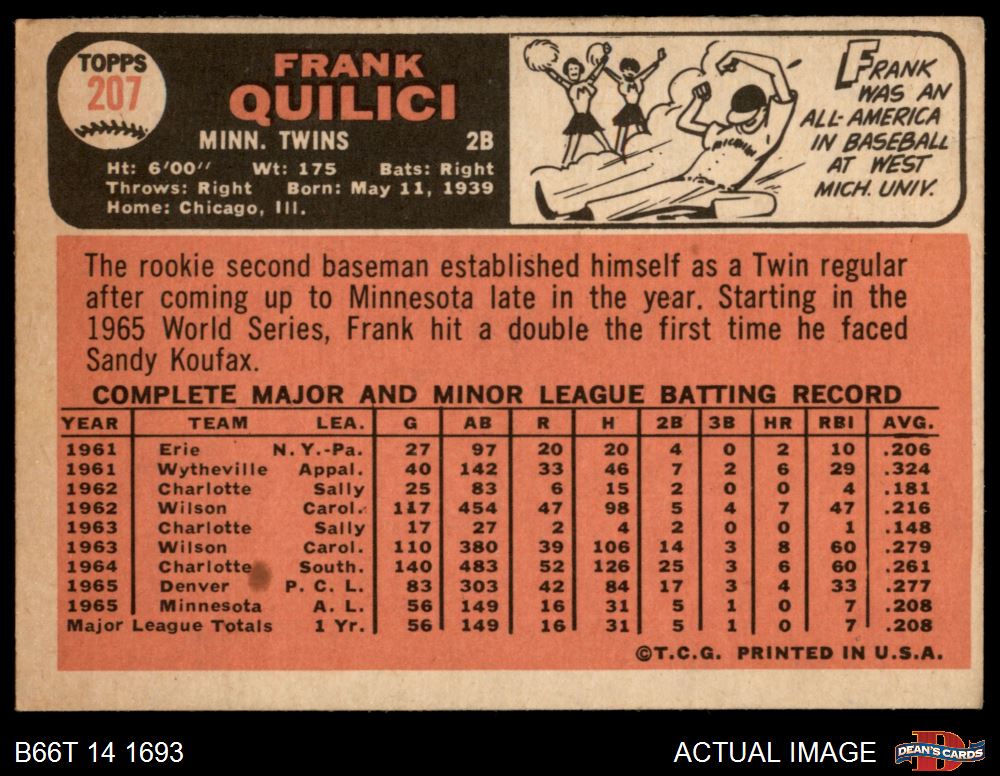 TOPPS
207
FRANK
QUILICI
MINN. TWINS 2B
Ht: 6'00" Wt: 175 Bats: Right
Throws: Right Born: May 11, 1939
Home: Chicago, Ill.
FRANK
WAS AN
ALL-AMERICA
IN BASEBALL
AT WEST
MICH. UNIV.
M
M
MICHIGAN
The rookie second baseman established himself as a Twin regular
after coming up to Minnesota late in the year. Starting in the
1965 World Series, Frank hit a double the first time he faced
Sandy Koufax.
COMPLETE MAJOR AND MINOR LEAGUE BATTING RECORD
YEAR TEAM LEA. G AB R H 2B 3B HR RBI AVG.
1961 Erie N.Y.-Pa. 27 97 20 20 4 0 2 10 .206
1961 Wytheville Appal. 40 142 33 46 7 2 6 29 .324
1962 Charlotte Sally 25 83 6 15 2 0 0 4 .181
1962 Wilson Carol. 117 454 47 98 5 4 7 47 .216
1963 Charlotte Sally 17 27 2 4 2 0 0 1 .148
1963 Wilson Carol. 110 380 39 106 14 3 8 60 .279
1964 Charlotte South. 140 483 52 126 25 3 6 60 .261
1965 Denver P.C.L. 83 303 42 84 17 3 4 33 .277
1965 Minnesota A.L. 56 149 16 31 5 1 0 7 .208
Major League Totals 1 Yr. 56 149 16 31 5 1 0 7 .208
©T.C.G. PRINTED IN U.S.A.
B66T 14 1693
ACTUAL IMAGE
D
DEAN'S CARDS